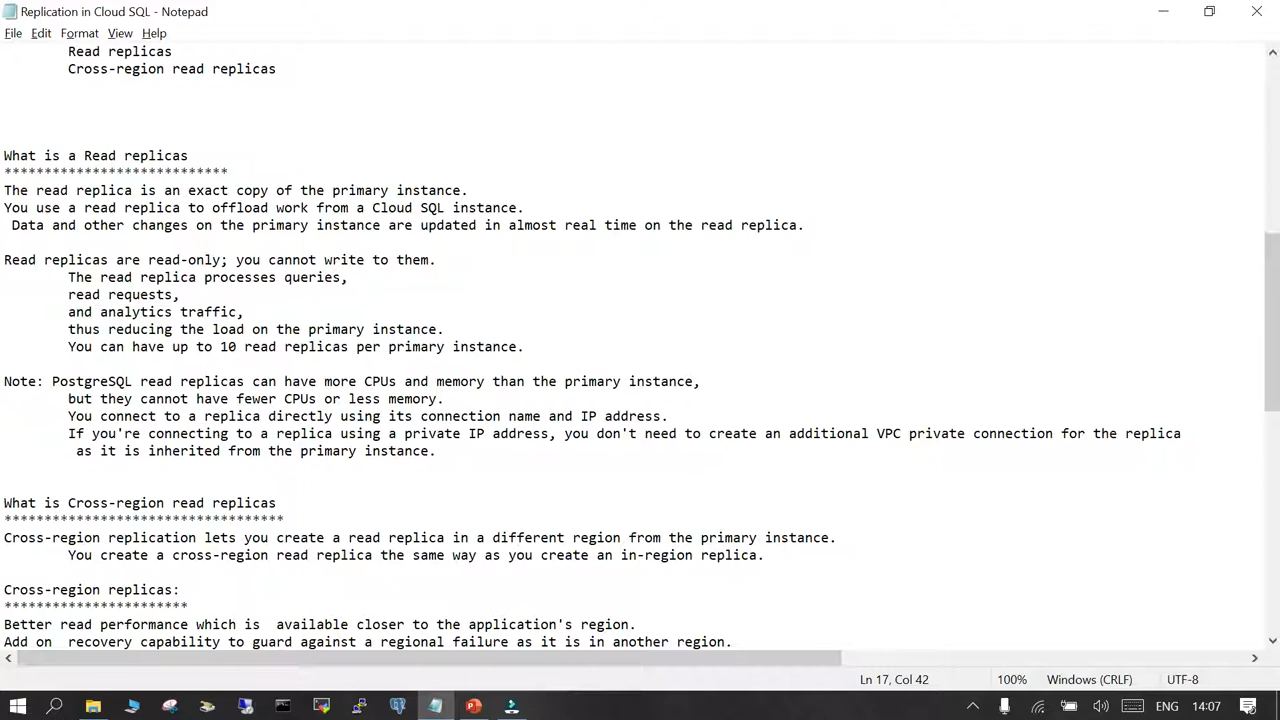 Replication in Cloud SQL - Notepad
File Edit Format View Help
Read replicas
Cross-region read replicas
What is a Read replicas
****************************
The read replica is an exact copy of the primary instance.
You use a read replica to offload work from a Cloud SQL instance.
Data and other changes on the primary instance are updated in almost real time on the read replica.
Read replicas are read-only; you cannot write to them.
The read replica processes queries,
read requests,
and analytics traffic,
thus reducing the load on the primary instance.
You can have up to 10 read replicas per primary instance.
Note: PostgreSQL read replicas can have more CPUs and memory than the primary instance,
but they cannot have fewer CPUs or less memory.
You connect to a replica directly using its connection name and IP address.
If you're connecting to a replica using a private IP address, you don't need to create an additional VPC private connection for the replica
as it is inherited from the primary instance.
What is Cross-region read replicas
***********************************
Cross-region replication lets you create a read replica in a different region from the primary instance.
You create a cross-region read replica the same way as you create an in-region replica.
Cross-region replicas:
***********************
Better read performance which is  available closer to the application's region.
Add on  recovery capability to guard against a regional failure as it is in another region.
Ln 17, Col 42 100% Windows (CRLF) UTF-8
ENG 14:07